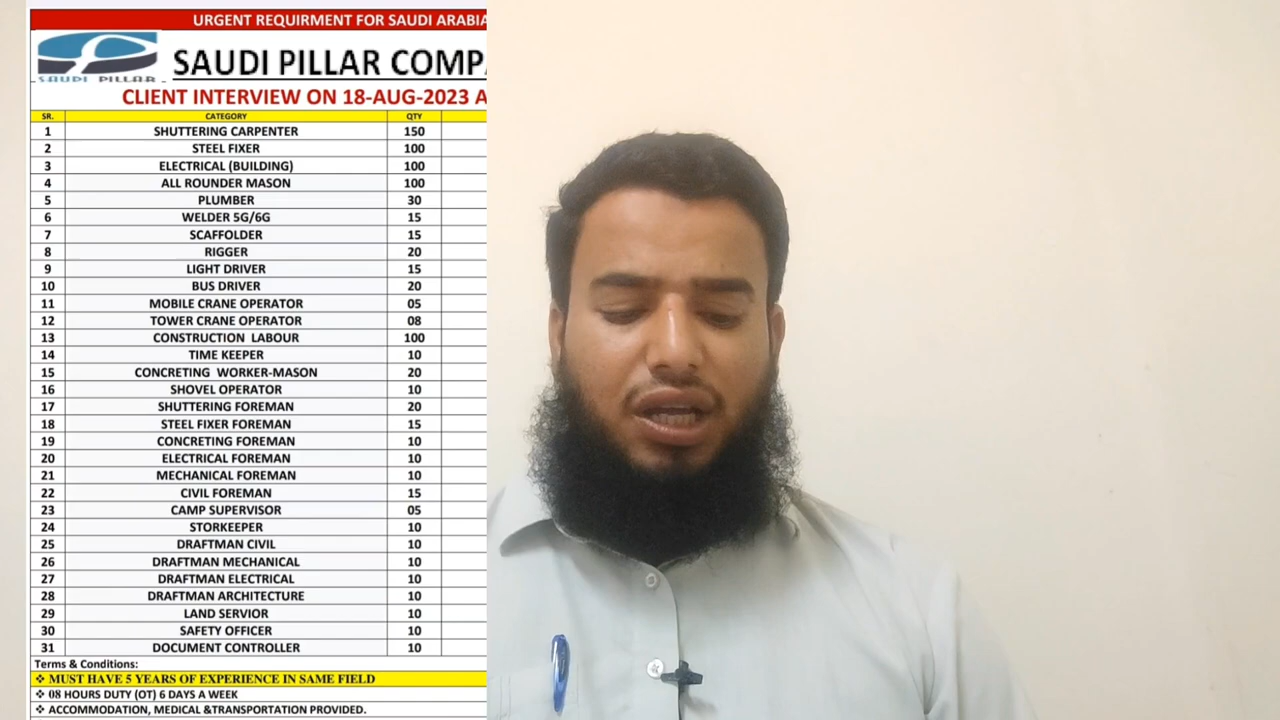 URGENT REQUIRMENT FOR SAUDI ARABIA
SAUDI PILLAR
SAUDI PILLAR COMPA
CLIENT INTERVIEW ON 18-AUG-2023 A
SR. CATEGORY QTY
1 SHUTTERING CARPENTER 150
2 STEEL FIXER 100
3 ELECTRICAL (BUILDING) 100
4 ALL ROUNDER MASON 100
5 PLUMBER 30
6 WELDER 5G/6G 15
7 SCAFFOLDER 15
8 RIGGER 20
9 LIGHT DRIVER 15
10 BUS DRIVER 20
11 MOBILE CRANE OPERATOR 05
12 TOWER CRANE OPERATOR 08
13 CONSTRUCTION LABOUR 100
14 TIME KEEPER 10
15 CONCRETING WORKER-MASON 20
16 SHOVEL OPERATOR 10
17 SHUTTERING FOREMAN 20
18 STEEL FIXER FOREMAN 15
19 CONCRETING FOREMAN 10
20 ELECTRICAL FOREMAN 10
21 MECHANICAL FOREMAN 10
22 CIVIL FOREMAN 15
23 CAMP SUPERVISOR 05
24 STORKEEPER 10
25 DRAFTMAN CIVIL 10
26 DRAFTMAN MECHANICAL 10
27 DRAFTMAN ELECTRICAL 10
28 DRAFTMAN ARCHITECTURE 10
29 LAND SERVIOR 10
30 SAFETY OFFICER 10
31 DOCUMENT CONTROLLER 10
Terms & Conditions:
❖ MUST HAVE 5 YEARS OF EXPERIENCE IN SAME FIELD
❖ 08 HOURS DUTY (OT) 6 DAYS A WEEK
❖ ACCOMMODATION, MEDICAL &TRANSPORTATION PROVIDED.